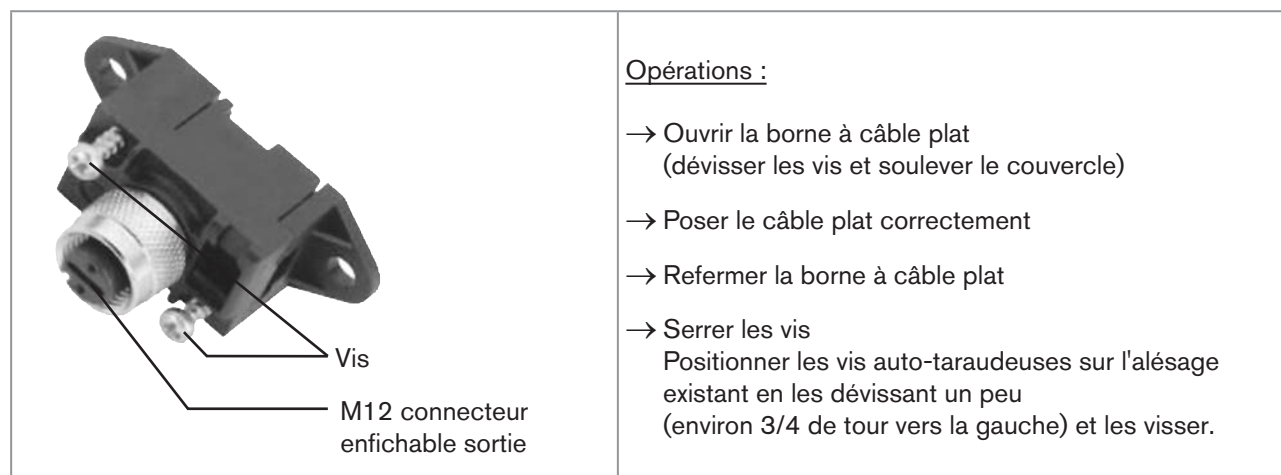 Vis
M12 connecteur
enfichable sortie
Opérations :
→ Ouvrir la borne à câble plat
(dévisser les vis et soulever le couvercle)
→ Poser le câble plat correctement
→ Refermer la borne à câble plat
→ Serrer les vis
Positionner les vis auto-taraudeuses sur l'alésage
existant en les dévissant un peu
(environ 3/4 de tour vers la gauche) et les visser.